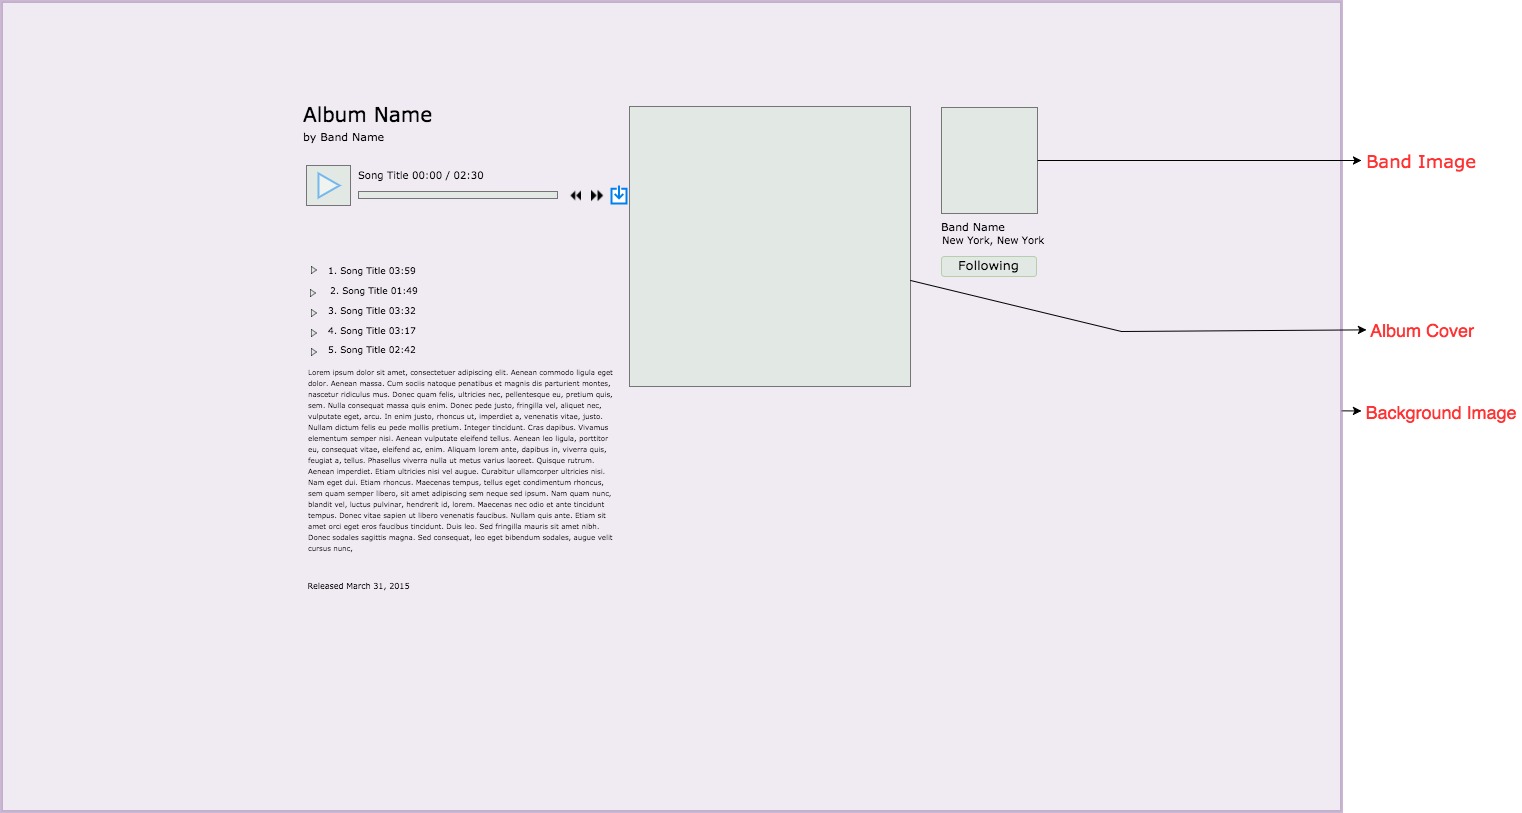 Album Name
by Band Name
Song Title 00:00 / 02:30
1. Song Title 03:59
2. Song Title 01:49
3. Song Title 03:32
4. Song Title 03:17
5. Song Title 02:42
Lorem ipsum dolor sit amet, consectetuer adipiscing elit. Aenean commodo ligula eget
dolor. Aenean massa. Cum sociis natoque penatibus et magnis dis parturient montes,
nascetur ridiculus mus. Donec quam felis, ultricies nec, pellentesque eu, pretium quis,
sem. Nulla consequat massa quis enim. Donec pede justo, fringilla vel, aliquet nec,
vulputate eget, arcu. In enim justo, rhoncus ut, imperdiet a, venenatis vitae, justo.
Nullam dictum felis eu pede mollis pretium. Integer tincidunt. Cras dapibus. Vivamus
elementum semper nisi. Aenean vulputate eleifend tellus. Aenean leo ligula, porttitor
eu, consequat vitae, eleifend ac, enim. Aliquam lorem ante, dapibus in, viverra quis,
feugiat a, tellus. Phasellus viverra nulla ut metus varius laoreet. Quisque rutrum.
Aenean imperdiet. Etiam ultricies nisi vel augue. Curabitur ullamcorper ultricies nisi.
Nam eget dui. Etiam rhoncus. Maecenas tempus, tellus eget condimentum rhoncus,
sem quam semper libero, sit amet adipiscing sem neque sed ipsum. Nam quam nunc,
blandit vel, luctus pulvinar, hendrerit id, lorem. Maecenas nec odio et ante tincidunt
tempus. Donec vitae sapien ut libero venenatis faucibus. Nullam quis ante. Etiam sit
amet orci eget eros faucibus tincidunt. Duis leo. Sed fringilla mauris sit amet nibh.
Donec sodales sagittis magna. Sed consequat, leo eget bibendum sodales, augue velit
cursus nunc,
Released March 31, 2015
Band Name
New York, New York
Following
Band Image
Album Cover
Background Image